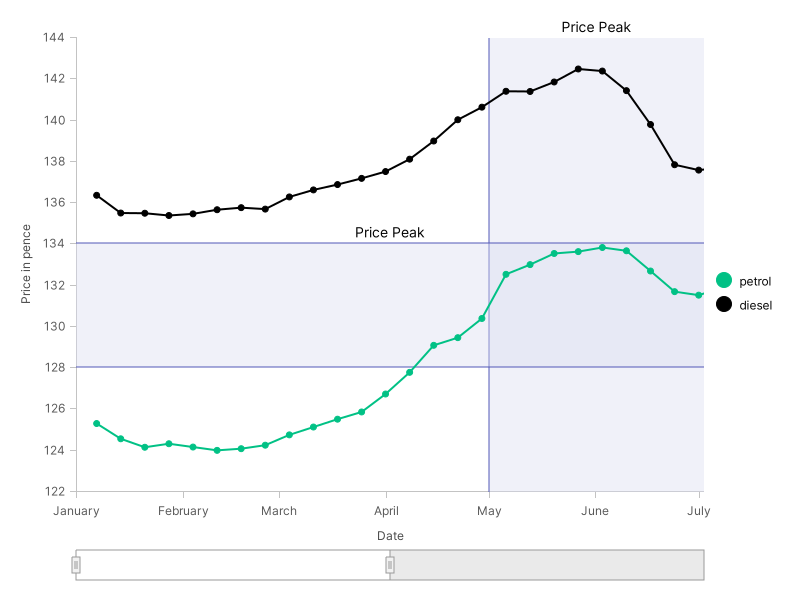 Price Peak
144
142
140
138
136
134
132
130
128
126
124
122
Price in pence
Price Peak
petrol
diesel
January February March April May June July
Date